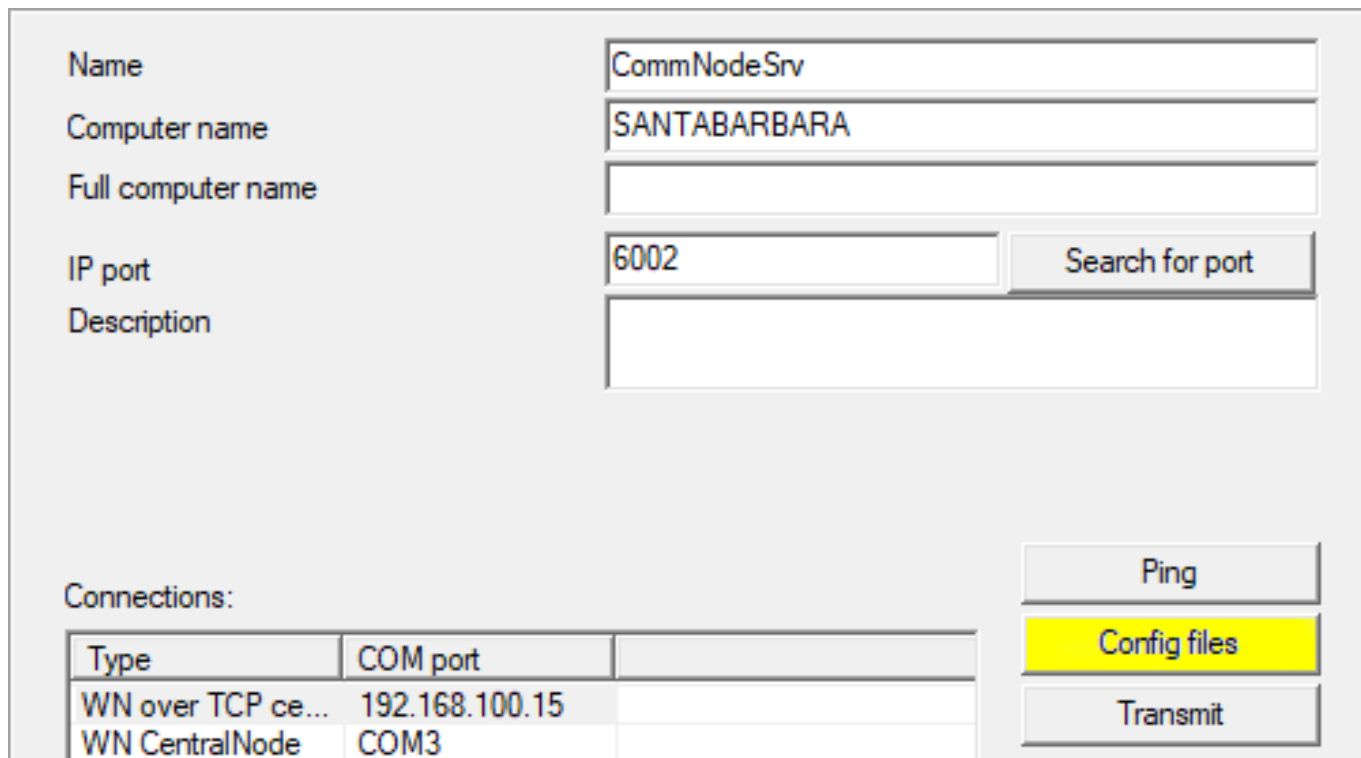 Name CommNodeSrv
Computer name SANTABARBARA
Full computer name
IP port 6002 Search for port
Description
Ping
Connections:
Config files
Type COM port
WN over TCP ce... 192.168.100.15
Transmit
WN CentralNode COM3